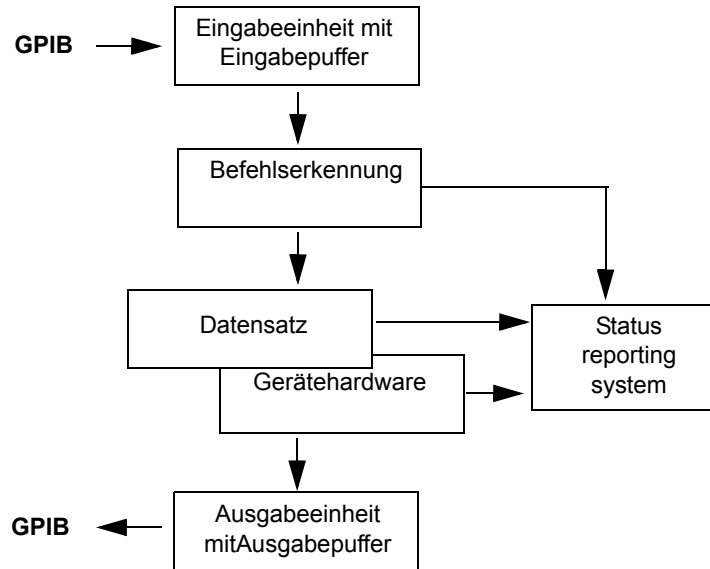 GPIB
Eingabeeinheit mit
Eingabepuffer
Befehlserkennung
Datensatz
Gerätehardware
Status
reporting
system
GPIB
Ausgabeeinheit
mitAusgabepuffer